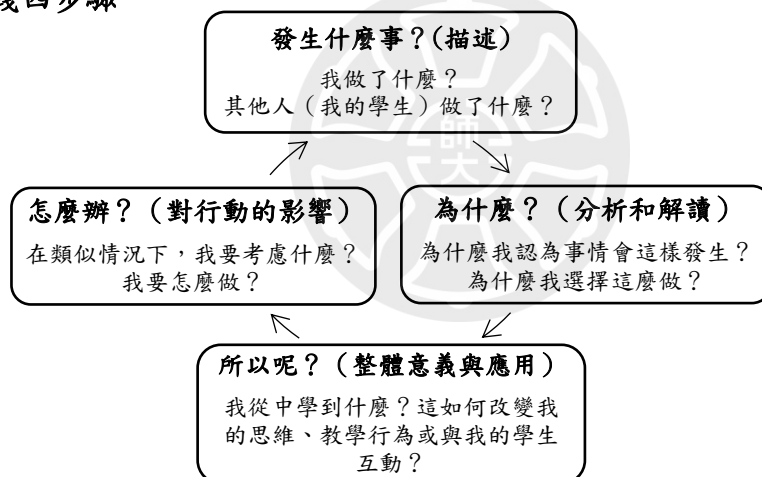 四步驟
發生什麼事？(描述)
我做了什麼？
其他人（我的學生）做了什麼？
怎麼辦？（對行動的影響）
在類似情況下，我要考慮什麼？
我要怎麼做？
為什麼？（分析和解讀）
為什麼我認為事情會這樣發生？
為什麼我選擇這麼做？
所以呢？（整體意義與應用）
我從中學到什麼？這如何改變我
的思維、教學行為或與我的學生
互動？
師大